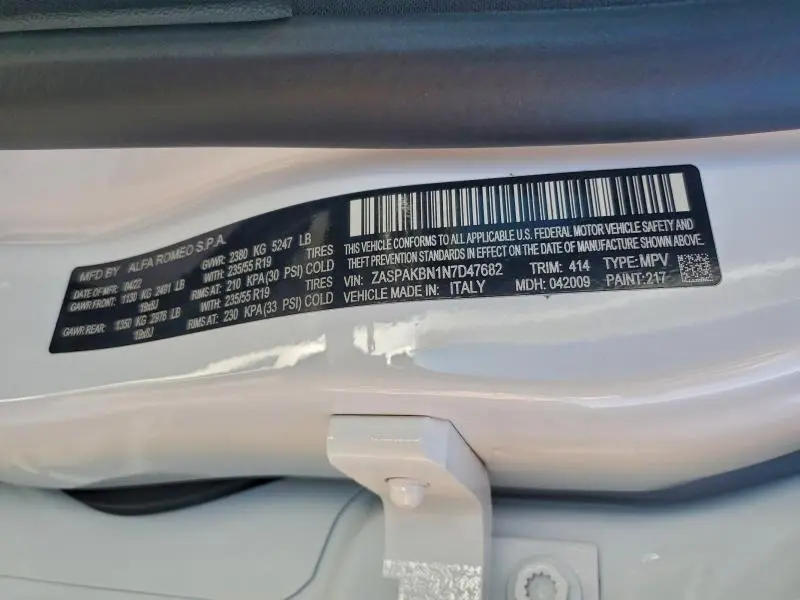 MFD BY ALFA ROMEO S.P.A.
DATE OF MFR: 04/22 GVWR: 2380 KG 5247 LB
GAWR FRONT: 1130 KG 2491 LB WITH: 235/55 R19 TIRES
19x8J RIMS AT: 210 KPA(30 PSI) COLD
GAWR REAR: 1350 KG 2976 LB WITH: 235/55 R19 TIRES
19x8J RIMS AT: 230 KPA(33 PSI) COLD
THIS VEHICLE CONFORMS TO ALL APPLICABLE U.S. FEDERAL MOTOR VEHICLE SAFETY AND
THEFT PREVENTION STANDARDS IN EFFECT ON THE DATE OF MANUFACTURE SHOWN ABOVE.
VIN: ZASPAKBN1N7D47682 TRIM: 414 TYPE: MPV
VEHICLE MADE IN: ITALY MDH: 042009 PAINT: 217